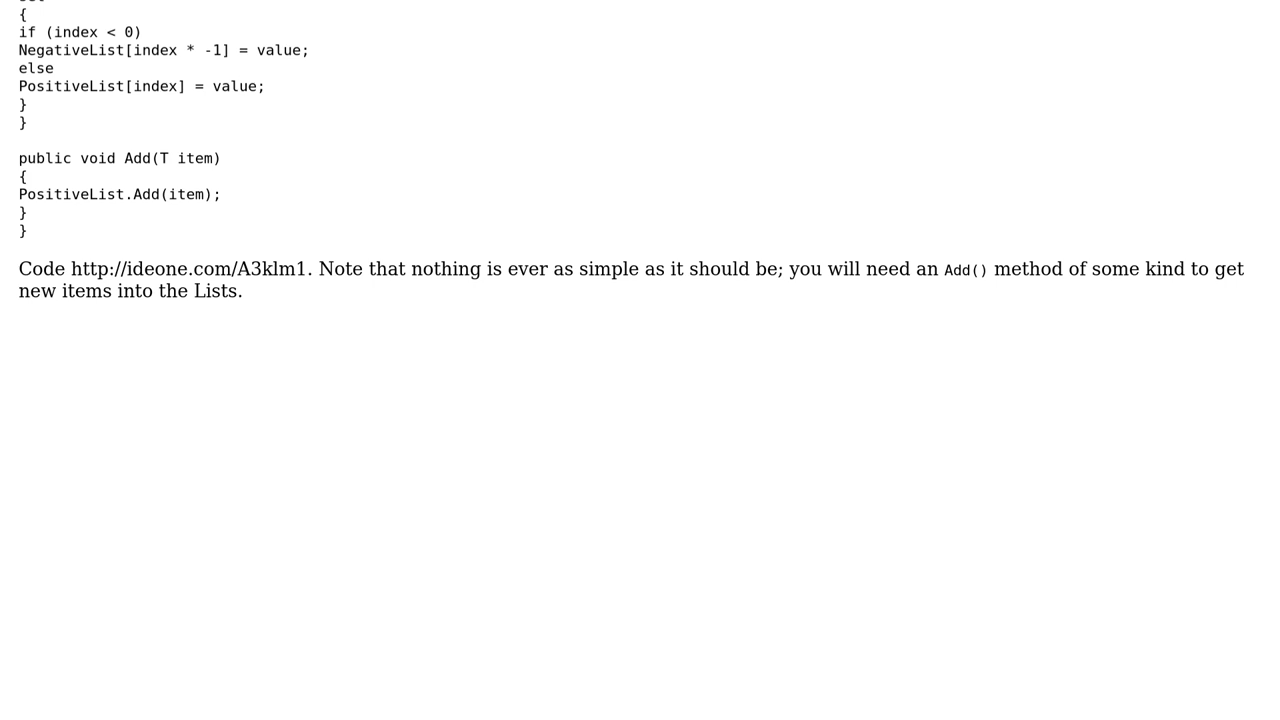 {
if (index < 0)
NegativeList[index * -1] = value;
else
PositiveList[index] = value;
}
}
public void Add(T item)
{
PositiveList.Add(item);
}
}
Code http://ideone.com/A3klm1. Note that nothing is ever as simple as it should be; you will need an Add() method of some kind to get
new items into the Lists.